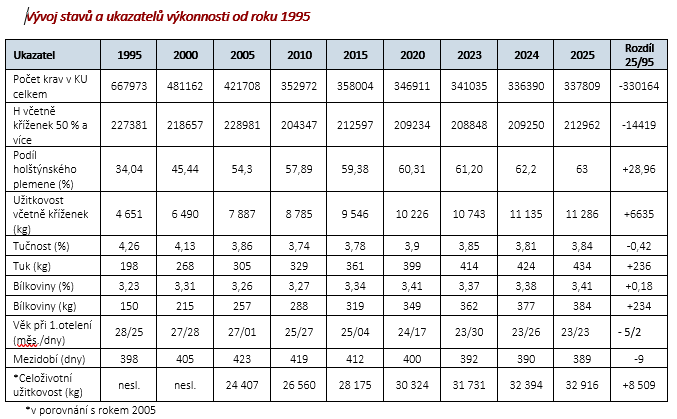 Vývoj stavů a ukazatelů výkonnosti od roku 1995
Ukazatel 1995 2000 2005 2010 2015 2020 2023 2024 2025 Rozdíl 25/95
Počet krav v KU celkem 667973 481162 421708 352972 358004 346911 341035 336390 337809 -330164
H včetně kříženek 50 % a více 227381 218657 228981 204347 212597 209234 208848 209250 212962 -14419
Podíl holštýnského plemene (%) 34,04 45,44 54,3 57,89 59,38 60,31 61,20 62,2 63 +28,96
Užitkovost včetně kříženek (kg) 4 651 6 490 7 887 8 785 9 546 10 226 10 743 11 135 11 286 +6635
Tučnost (%) 4,26 4,13 3,86 3,74 3,78 3,9 3,85 3,81 3,84 -0,42
Tuk (kg) 198 268 305 329 361 399 414 424 434 +236
Bílkoviny (%) 3,23 3,31 3,26 3,27 3,34 3,41 3,37 3,38 3,41 +0,18
Bílkoviny (kg) 150 215 257 288 319 349 362 377 384 +234
Věk při 1.otelení (měs./dny) 28/25 27/28 27/01 25/27 25/04 24/17 23/30 23/26 23/23 - 5/2
Mezidobí (dny) 398 405 423 419 412 400 392 390 389 -9
*Celoživotní užitkovost (kg) nesl. nesl. 24 407 26 560 28 175 30 324 31 731 32 394 32 916 +8 509
*v porovnání s rokem 2005